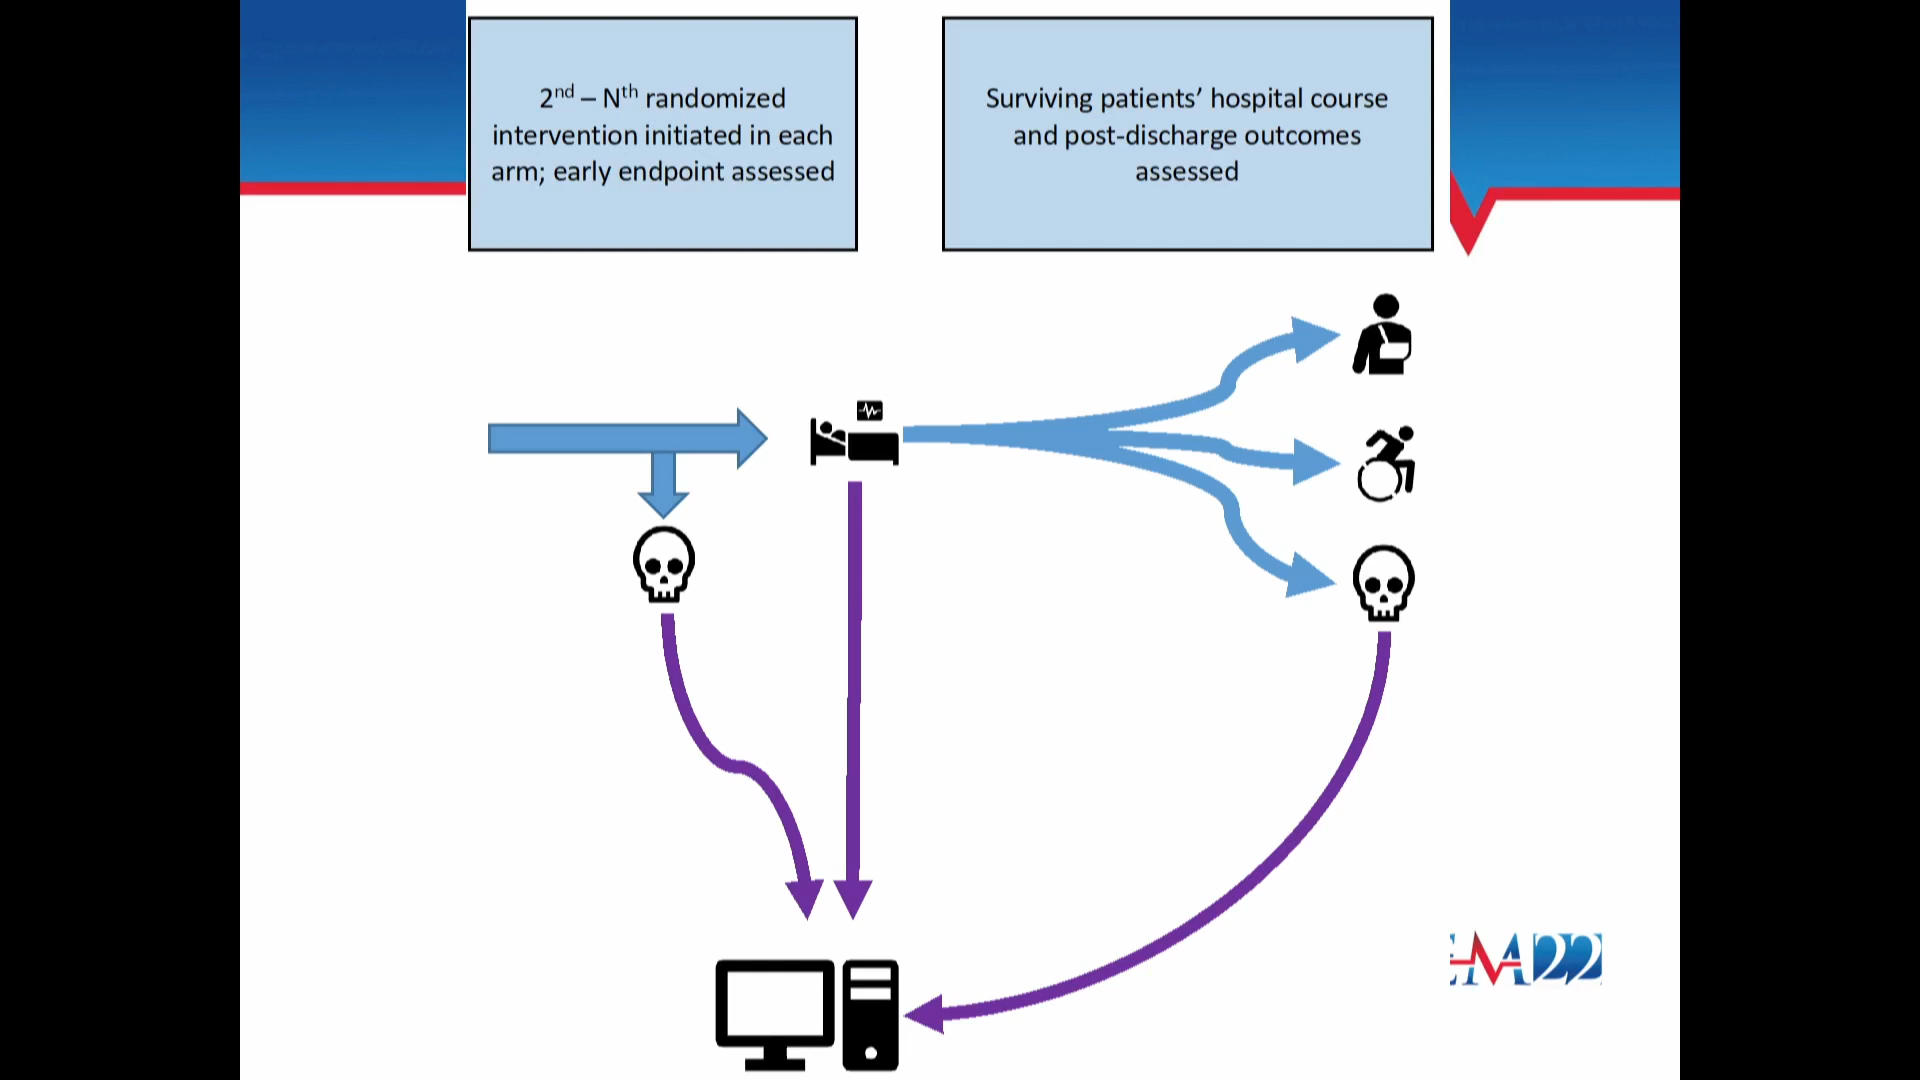 2nd – Nth randomized
intervention initiated in each
arm; early endpoint assessed
Surviving patients’ hospital course
and post-discharge outcomes
assessed
EM22